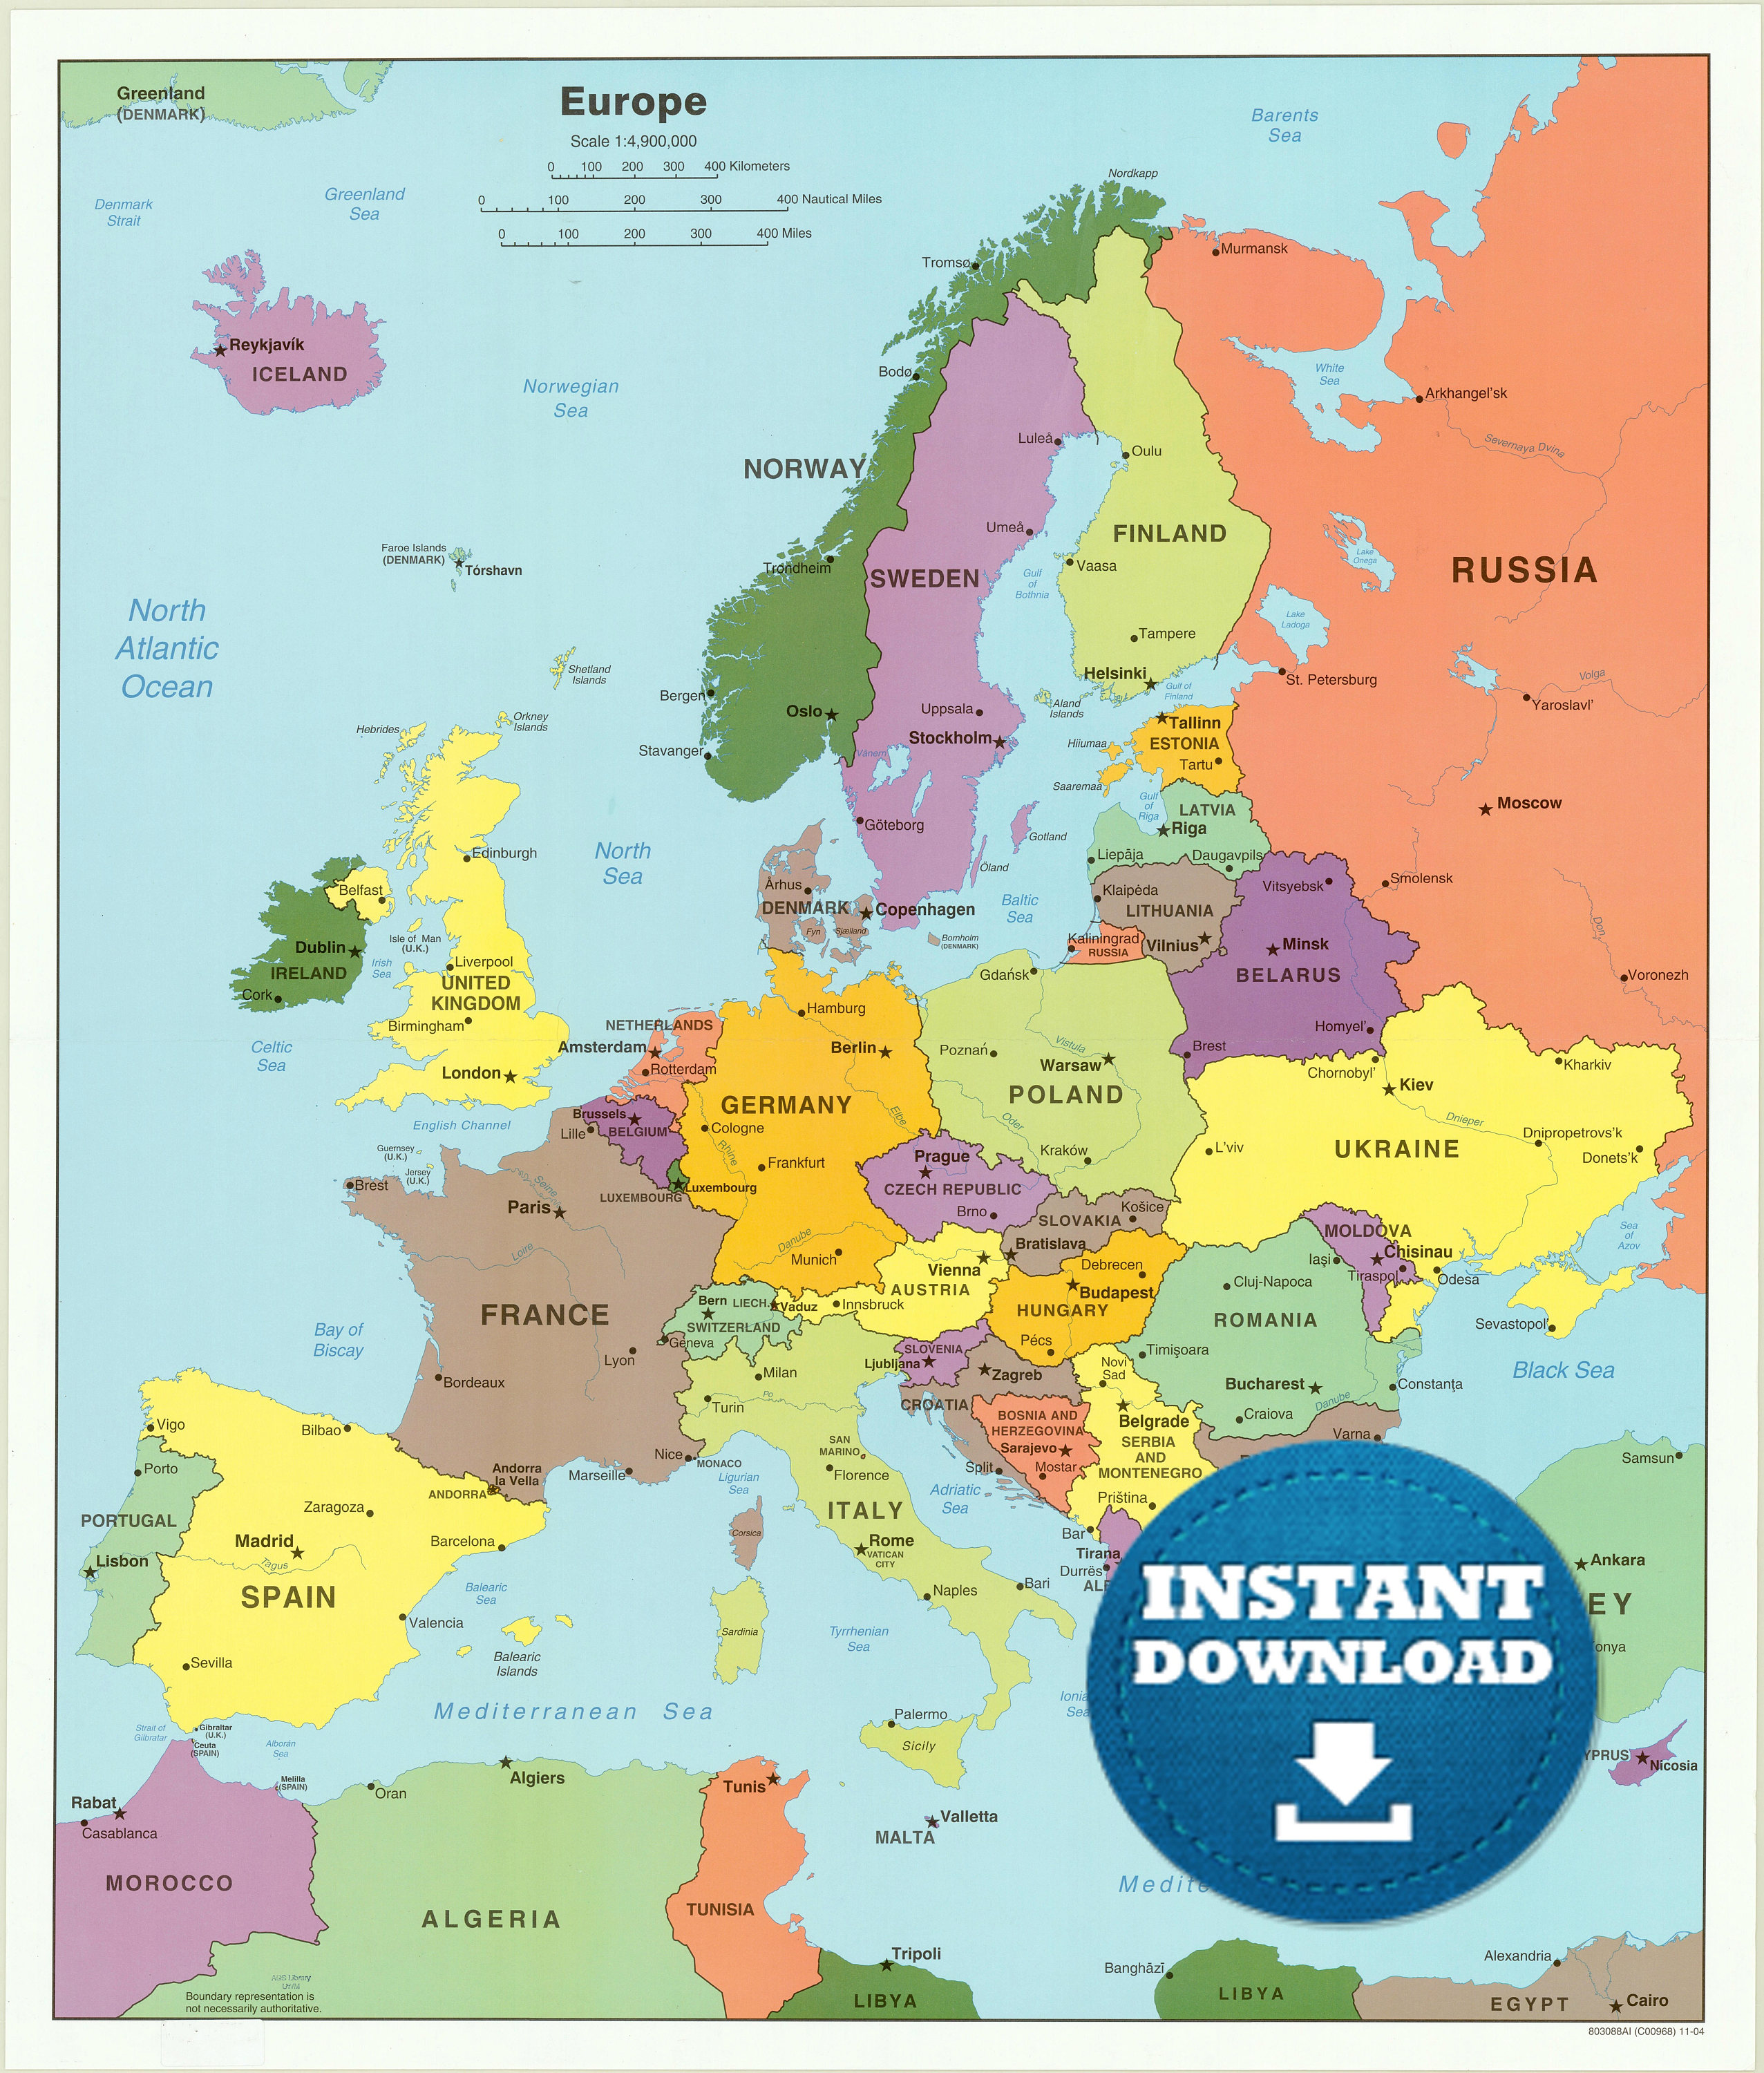 Europe
Scale 1:4,900,000
0 100 200 300 400 Kilometers
0 100 200 300 400 Nautical Miles
0 100 200 300 400 Miles
Greenland
(DENMARK)
Denmark
Strait
Greenland
Sea
Barents
Sea
Nordkapp
Murmansk
Tromsø
Reykjavík
ICELAND
Norwegian
Sea
Bodø
White
Sea
Arkhangel'sk
Severnaya Dvina
Luleå
Oulu
NORWAY
Umeå
FINLAND
Faroe Islands
(DENMARK)
Tórshavn
Trondheim
SWEDEN
Gulf
of
Bothnia
Vaasa
Lake
Onega
RUSSIA
North
Atlantic
Ocean
Lake
Ladoga
Tampere
Shetland
Islands
Helsinki
Gulf of
Finland
St. Petersburg
Volga
Yaroslavl'
Bergen
Oslo
Uppsala
Aland
Islands
Hebrides
Orkney
Islands
Tallinn
Stockholm
Hiiumaa
ESTONIA
Stavanger
Vänern
Tartu
Saaremaa
Gulf
of
Riga
LATVIA
Riga
Moscow
Göteborg
Gotland
North
Sea
Edinburgh
Öland
Liepāja
Daugavpils
Belfast
Århus
Klaipėda
Vitsyebsk
Smolensk
DENMARK
Copenhagen
Baltic
Sea
LITHUANIA
Fyn
Sjælland
Bornholm
(DENMARK)
Kaliningrad
RUSSIA
Vilnius
Minsk
Don
Isle of Man
(U.K.)
Dublin
IRELAND
Irish
Sea
Liverpool
BELARUS
Gdańsk
Voronezh
UNITED
KINGDOM
Cork
Hamburg
Birmingham
NETHERLANDS
Homyel'
Celtic
Sea
Amsterdam
Berlin
Poznań
Vistula
Brest
London
Rotterdam
Warsaw
Chornobyl'
Kharkiv
Kiev
POLAND
GERMANY
Elbe
Oder
Dnieper
English Channel
Brussels
BELGIUM
Lille
Cologne
Rhine
UKRAINE
Dnipropetrovs'k
Donets'k
L'viv
Kraków
Guernsey
(U.K.)
Jersey
(U.K.)
Frankfurt
Prague
Brest
Seine
LUXEMBOURG
Luxembourg
CZECH REPUBLIC
Paris
Brno
SLOVAKIA
Košice
Loire
Danube
Munich
Bratislava
MOLDOVA
Sea
of
Azov
Vienna
Debrecen
Iaşi
Chisinau
Tiraspol
Odesa
AUSTRIA
Budapest
Cluj-Napoca
Bern
LIECH.
Vaduz
Innsbruck
HUNGARY
ROMANIA
FRANCE
SWITZERLAND
Sevastopol'
Bay of
Biscay
Geneva
Pécs
SLOVENIA
Ljubljana
Timişoara
Lyon
Milan
Zagreb
Novi
Sad
Black Sea
Bordeaux
Bucharest
Constanţa
Po
Turin
CROATIA
Danube
Belgrade
Craiova
BOSNIA AND
HERZEGOVINA
Vigo
Bilbao
SAN
MARINO
Sarajevo
SERBIA
AND
MONTENEGRO
Varna
Nice
MONACO
Samsun
Porto
Andorra
la Vella
ANDORRA
Marseille
Ligurian
Sea
Florence
Split
Mostar
Priština
Adriatic
Sea
Zaragoza
ITALY
PORTUGAL
Corsica
Bar
Madrid
Barcelona
Rome
VATICAN
CITY
Tirana
Lisbon
Tagus
Durrës
ALB
Ankara
SPAIN
Balearic
Sea
Naples
Bari
INSTANT
DOWNLOAD
EY
Valencia
Sardinia
Tyrrhenian
Sea
onya
Balearic
Islands
Sevilla
Ionia
Sea
Mediterranean Sea
Palermo
Strait of
Gibraltar
Gibraltar
(U.K.)
Ceuta
(SPAIN)
Alborán
Sea
Sicily
YPRUS
Nicosia
Algiers
Melilla
(SPAIN)
Tunis
Oran
Rabat
Valletta
Casablanca
MALTA
MOROCCO
Medite
ALGERIA
TUNISIA
Tripoli
Alexandria
Banghāzī
LIBYA
LIBYA
EGYPT
Cairo
Boundary representation is
not necessarily authoritative.
803088AI (C00968) 11-04